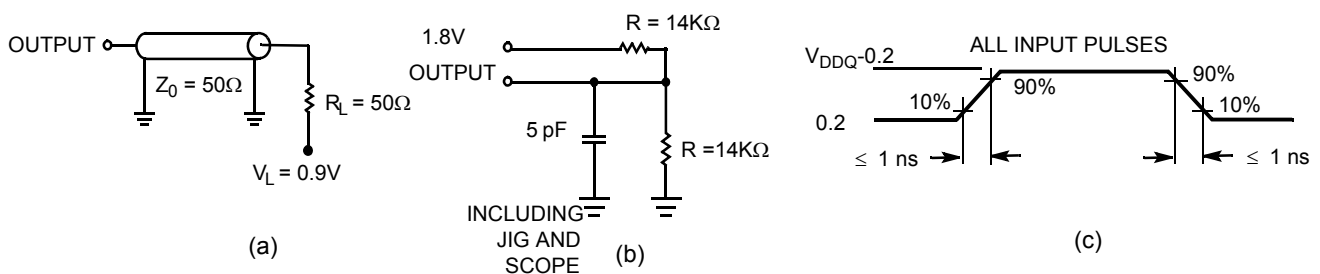 OUTPUT
Z0 = 50Ω
RL = 50Ω
VL = 0.9V
(a)
R = 14KΩ
1.8V
OUTPUT
5 pF
R =14KΩ
INCLUDING
JIG AND
SCOPE
(b)
ALL INPUT PULSES
VDDQ-0.2
90%
90%
10%
10%
0.2
≤ 1 ns
≤ 1 ns
(c)